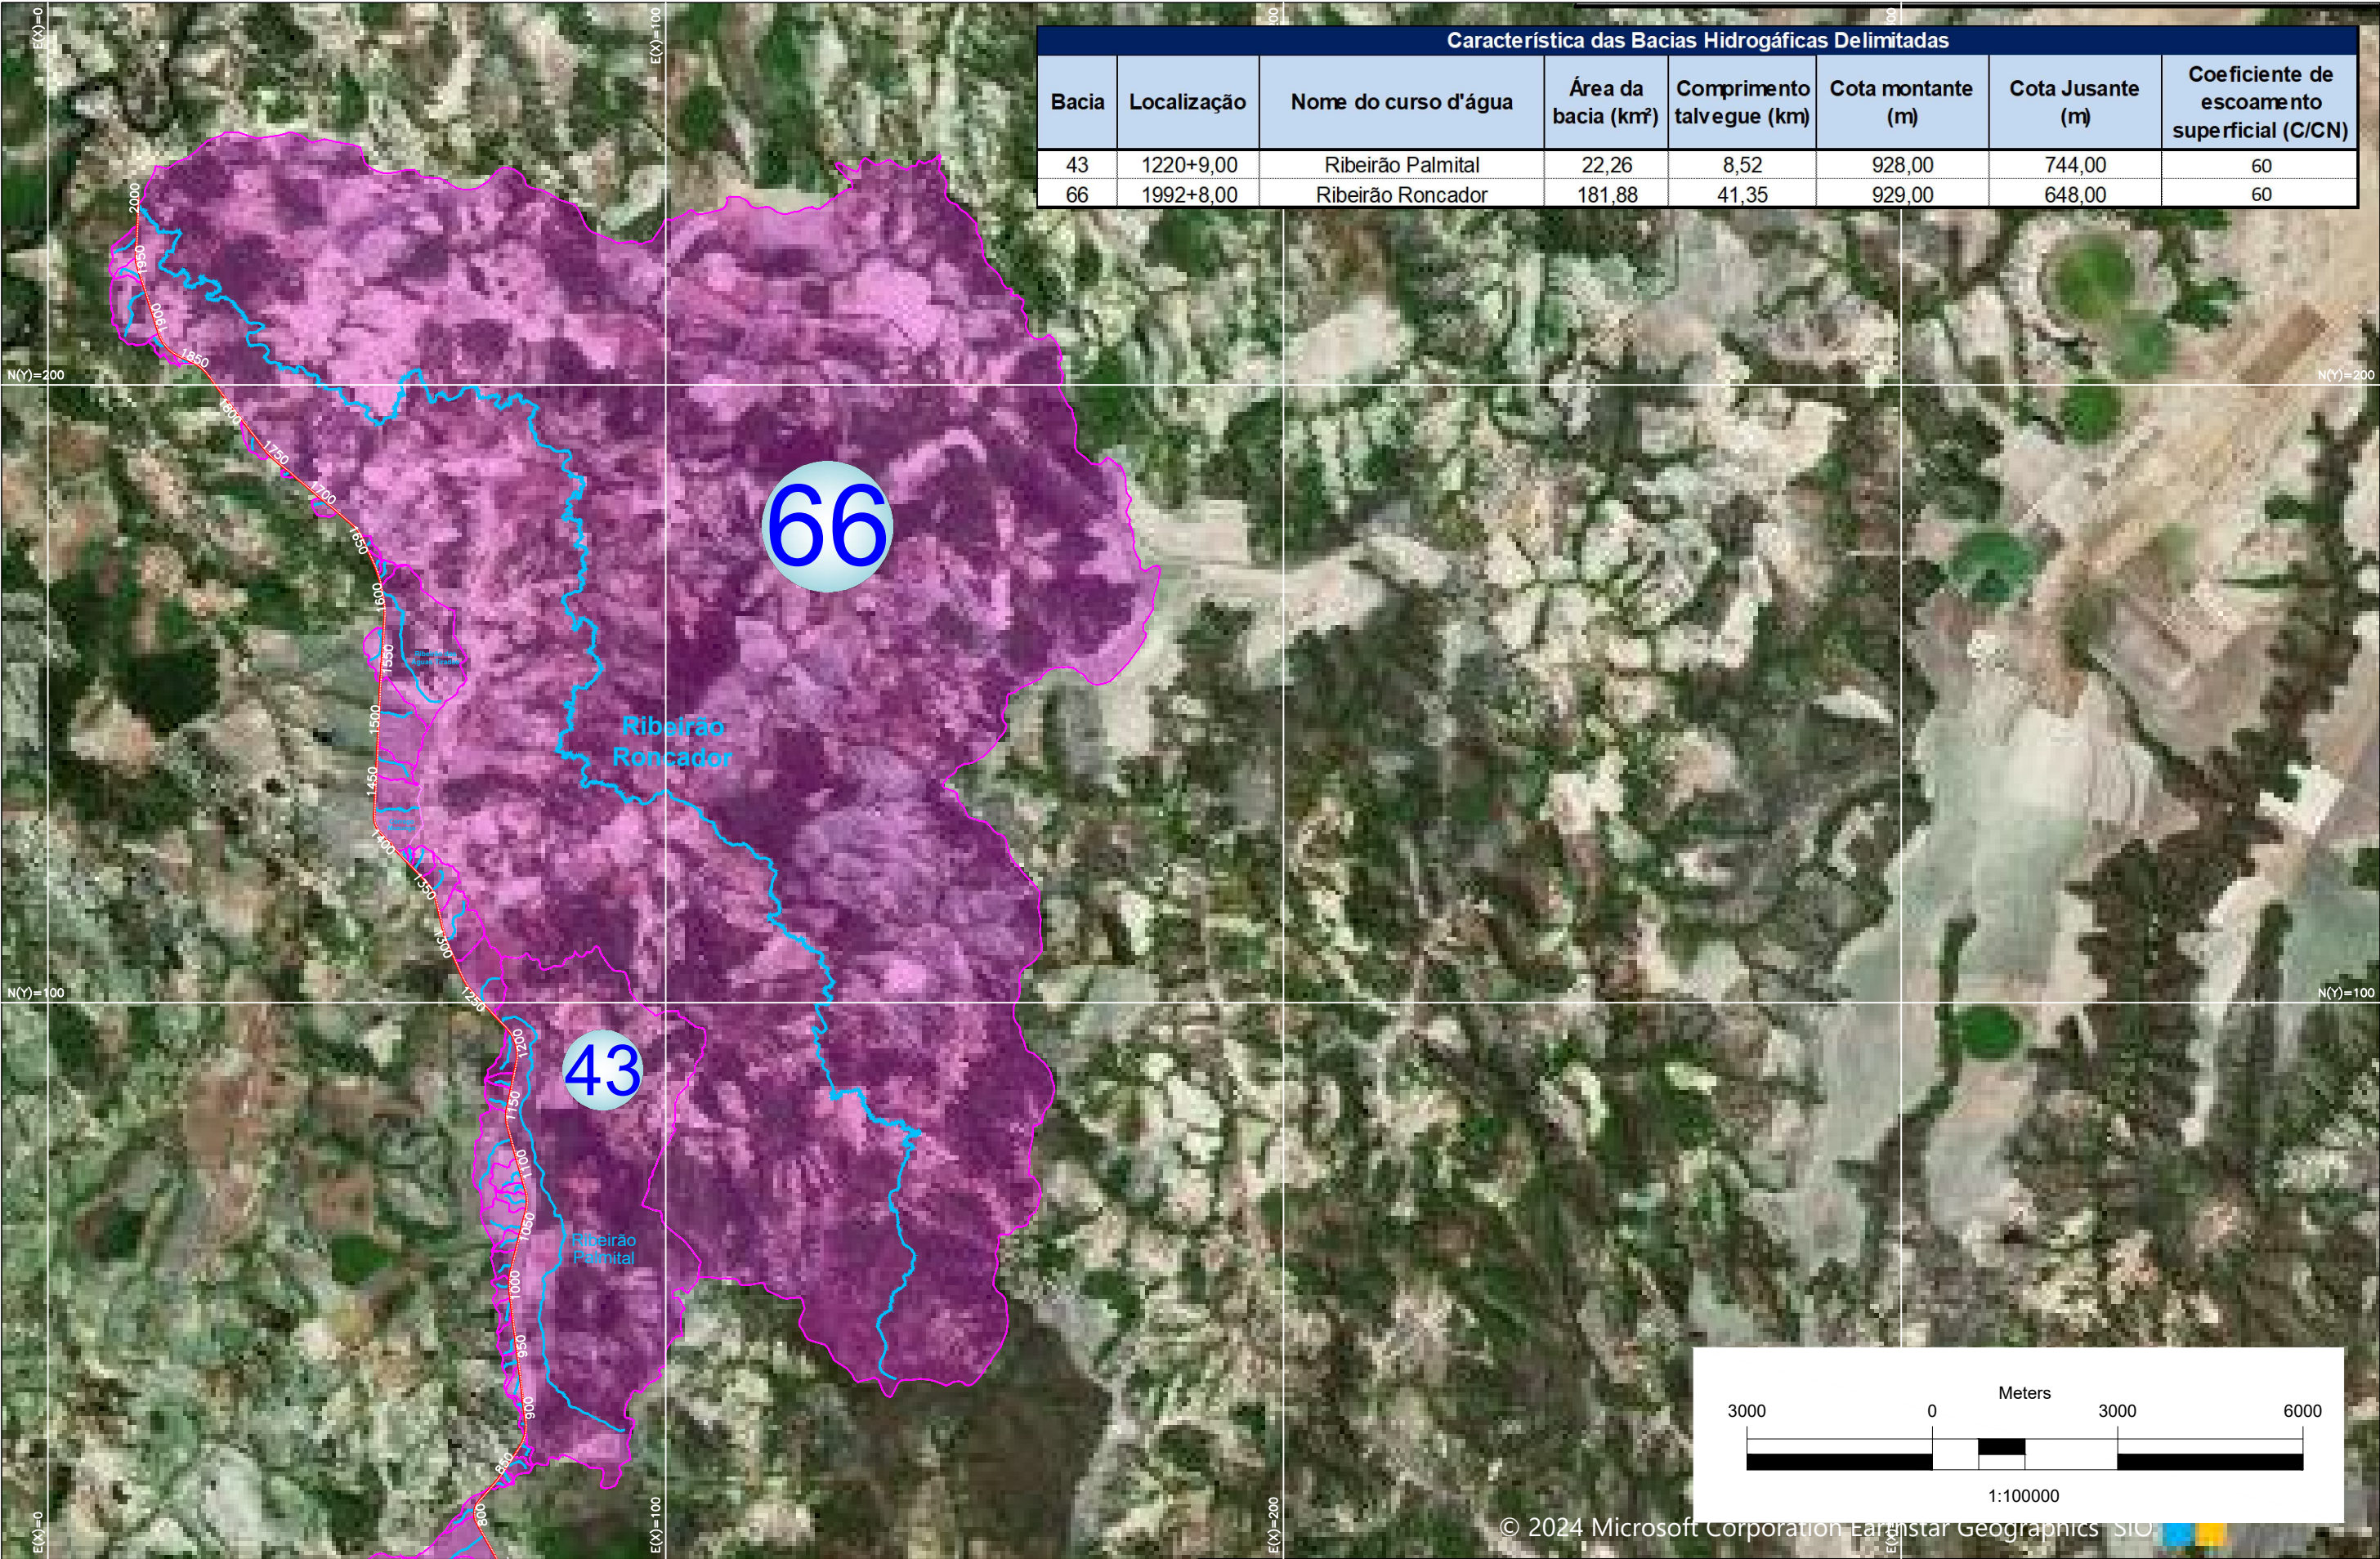 Característica das Bacias Hidrogáficas Delimitadas
Bacia Localização Nome do curso d'água Área da bacia (km²) Comprimento talvegue (km) Cota montante (m) Cota Jusante (m) Coeficiente de escoamento superficial (C/CN)
43 1220+9,00 Ribeirão Palmital 22,26 8,52 928,00 744,00 60
66 1992+8,00 Ribeirão Roncador 181,88 41,35 929,00 648,00 60
E(X)=0
E(X)=100
2000
1950
1900
1850
N(Y)=200
N(Y)=200
1800
1750
1700
66
1650
1600
1550
1500
Ribeirão
Roncador
1450
1400
1350
1300
1250
N(Y)=100
N(Y)=100
1200
43
1150
1100
1050
Ribeirão
Palmital
1000
950
900
850
800
E(X)=0
E(X)=100
E(X)=200
Meters
3000 0 3000 6000
1:100000
© 2024 Microsoft Corporation Earthstar Geographics SIO